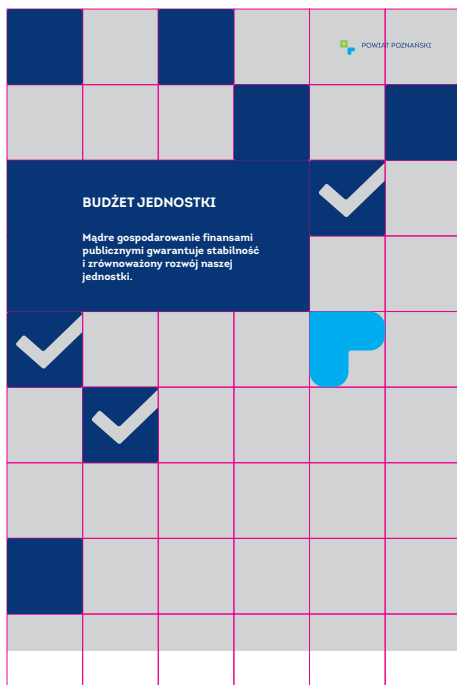 POWIAT POZNAŃSKI
BUDŻET JEDNOSTKI
Mądre gospodarowanie finansami
publicznymi gwarantuje stabilność
i zrównoważony rozwój naszej
jednostki.